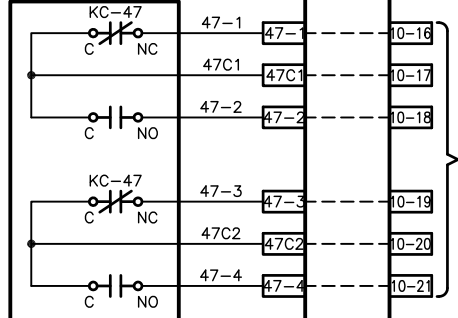 KC-47 47-1 47-1 10-16
C NC
47C1 47C1 10-17
47-2 47-2 10-18
C NO
KC-47 47-3 47-3 10-19
C NC
47C2 47C2 10-20
47-4 47-4 10-21
C NO